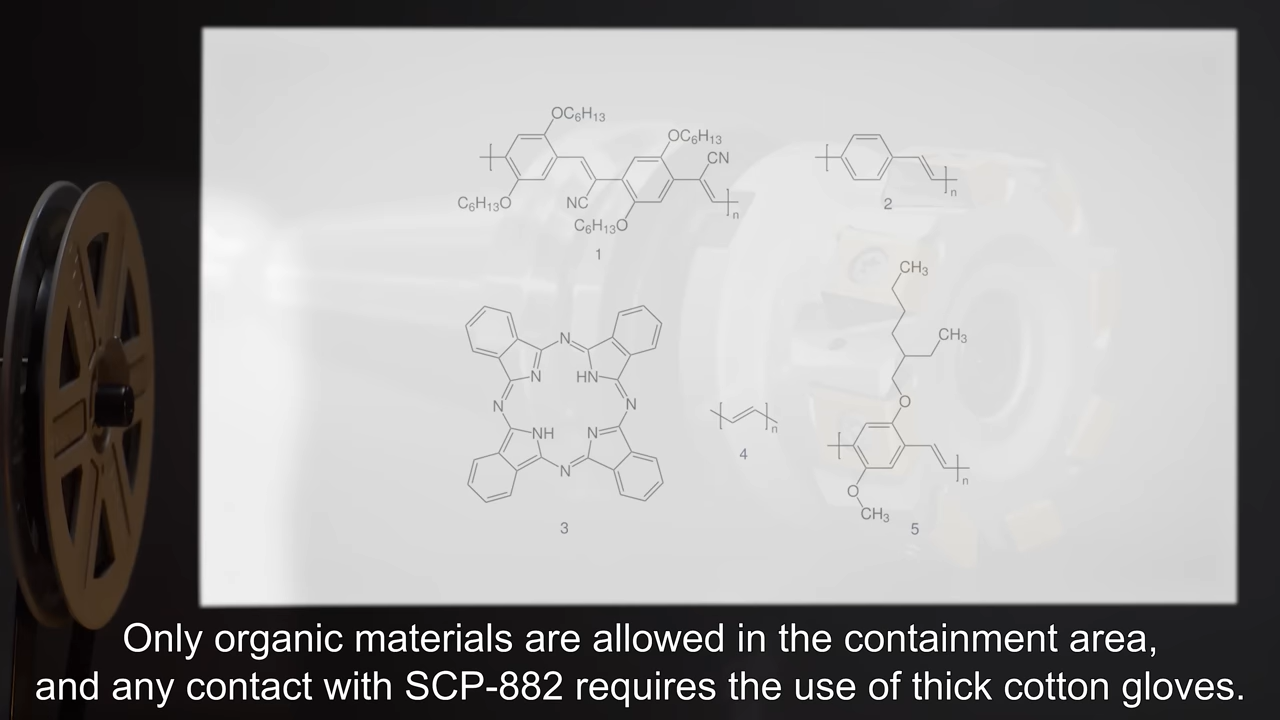 OC₆H₁₃
OC₆H₁₃
CN
C₆H₁₃O
NC
n
C₆H₁₃O
1
n
2
CH₃
CH₃
N
N
HN
N
N
NH
N
N
3
n
4
O
n
O
CH₃
5
Only organic materials are allowed in the containment area,
and any contact with SCP-882 requires the use of thick cotton gloves.